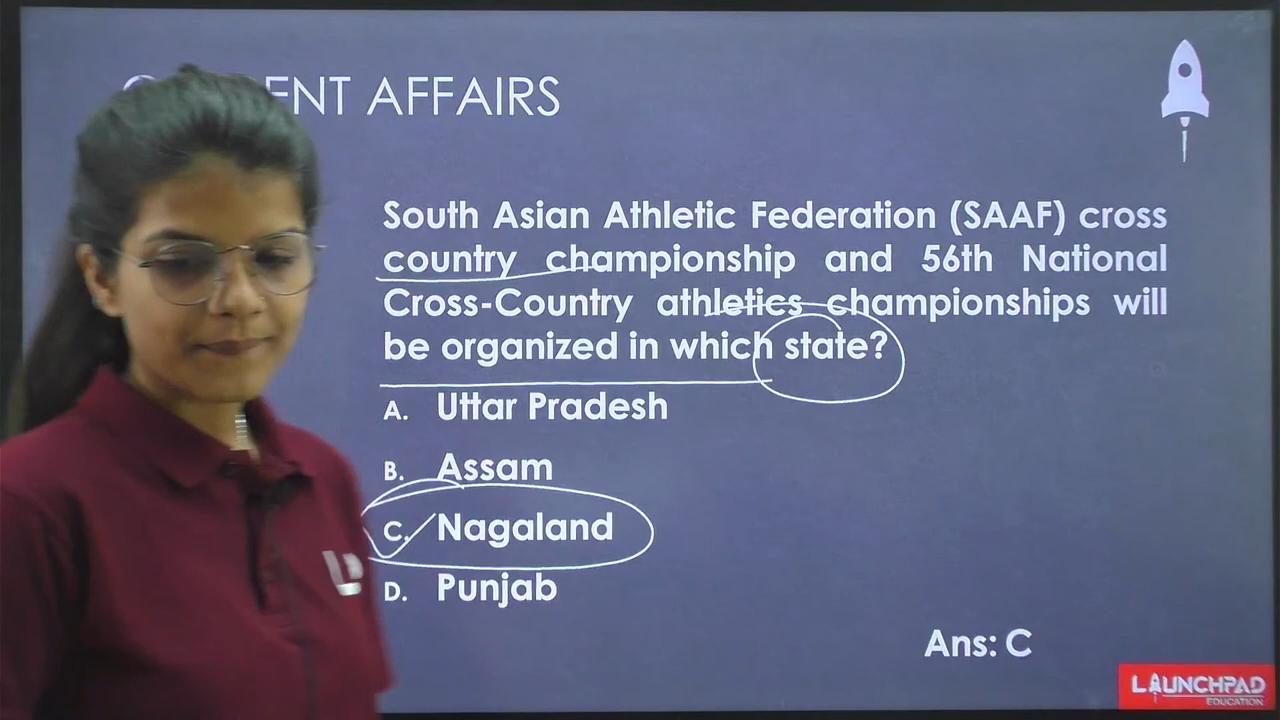 ENT AFFAIRS
South Asian Athletic Federation (SAAF) cross
country championship and 56th National
Cross-Country athletics championships will
be organized in which state?
A. Uttar Pradesh
B. Assam
C. Nagaland
D. Punjab
Ans: C
LAUNCHPAD
EDUCATION